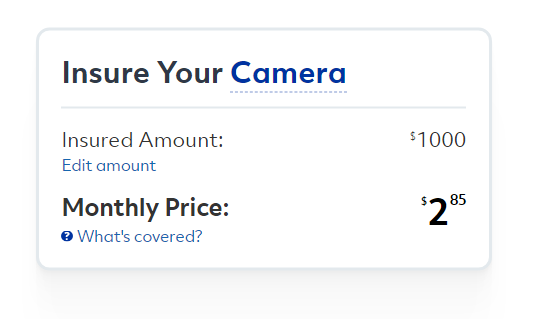 Insure Your Camera
Insured Amount: $1000
Edit amount
Monthly Price: $2 85
? What's covered?